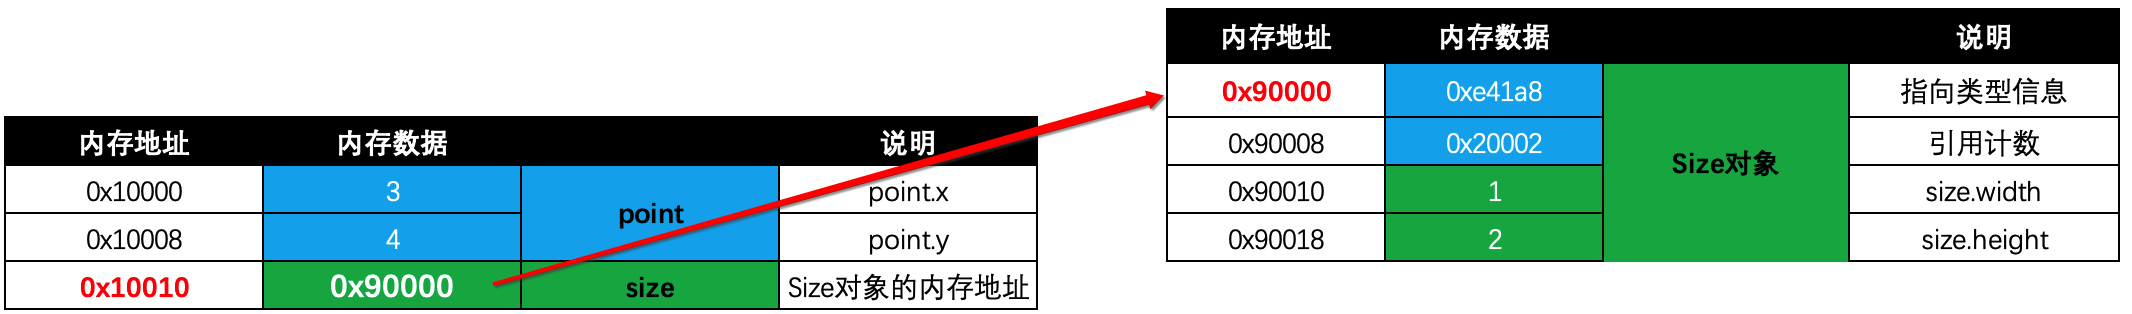 内存地址 内存数据 说明
0x10000 3 point point.x
0x10008 4 point.y
0x10010 0x90000 size Size对象的内存地址
内存地址 内存数据 说明
0x90000 0xe41a8 Size对象 指向类型信息
0x90008 0x20002 引用计数
0x90010 1 size.width
0x90018 2 size.height